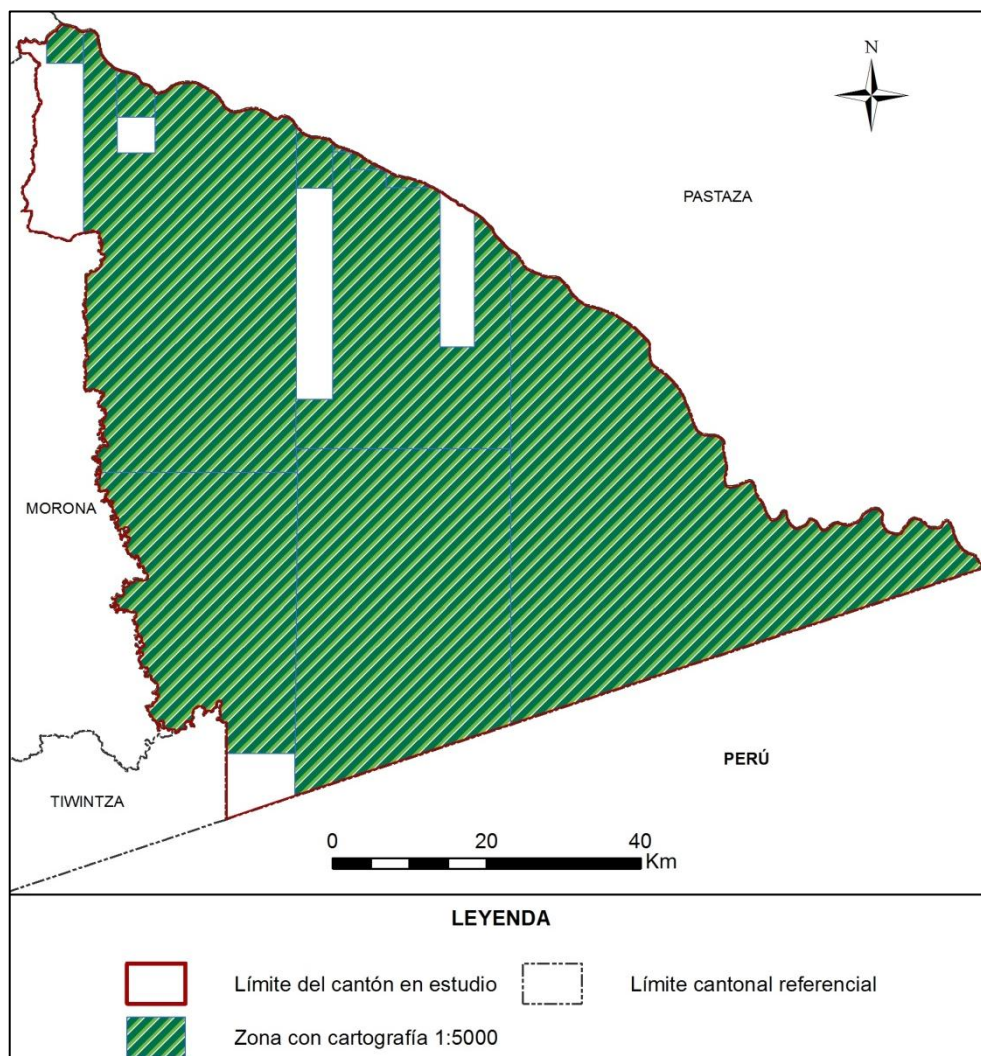 N
PASTAZA
MORONA
PERÚ
TIWINTZA
0 20 40
Km
LEYENDA
Límite del cantón en estudio
Límite cantonal referencial
Zona con cartografía 1:5000